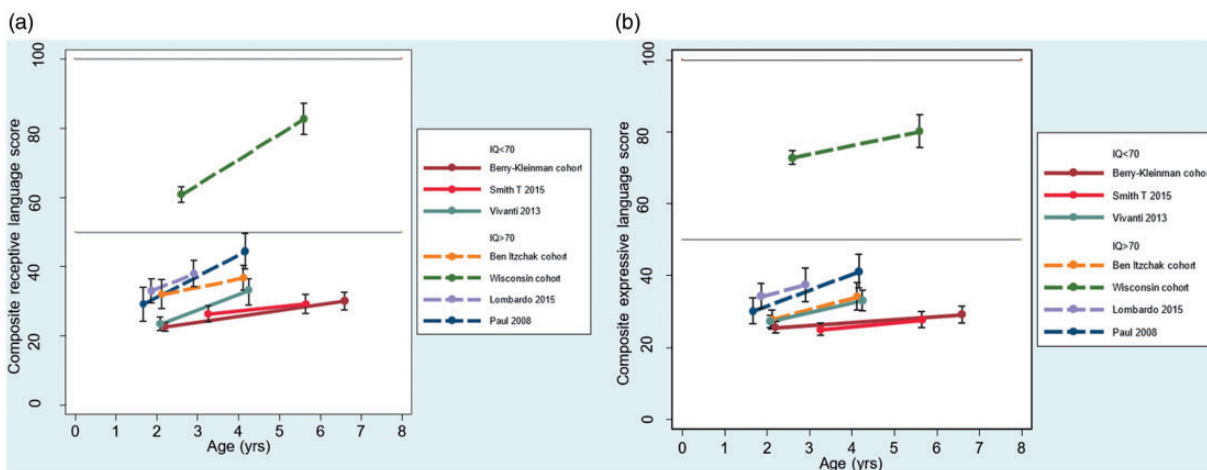 (a)
Composite receptive language score
100
80
60
40
20
0
0 1 2 3 4 5 6 7 8
Age (yrs)
IQ<70
Berry-Kleinman cohort
Smith T 2015
Vivanti 2013
IQ>70
Ben Itzchak cohort
Wisconsin cohort
Lombardo 2015
Paul 2008
(b)
Composite expressive language score
100
80
60
40
20
0
0 1 2 3 4 5 6 7 8
Age (yrs)
IQ<70
Berry-Kleinman cohort
Smith T 2015
Vivanti 2013
IQ>70
Ben Itzchak cohort
Wisconsin cohort
Lombardo 2015
Paul 2008